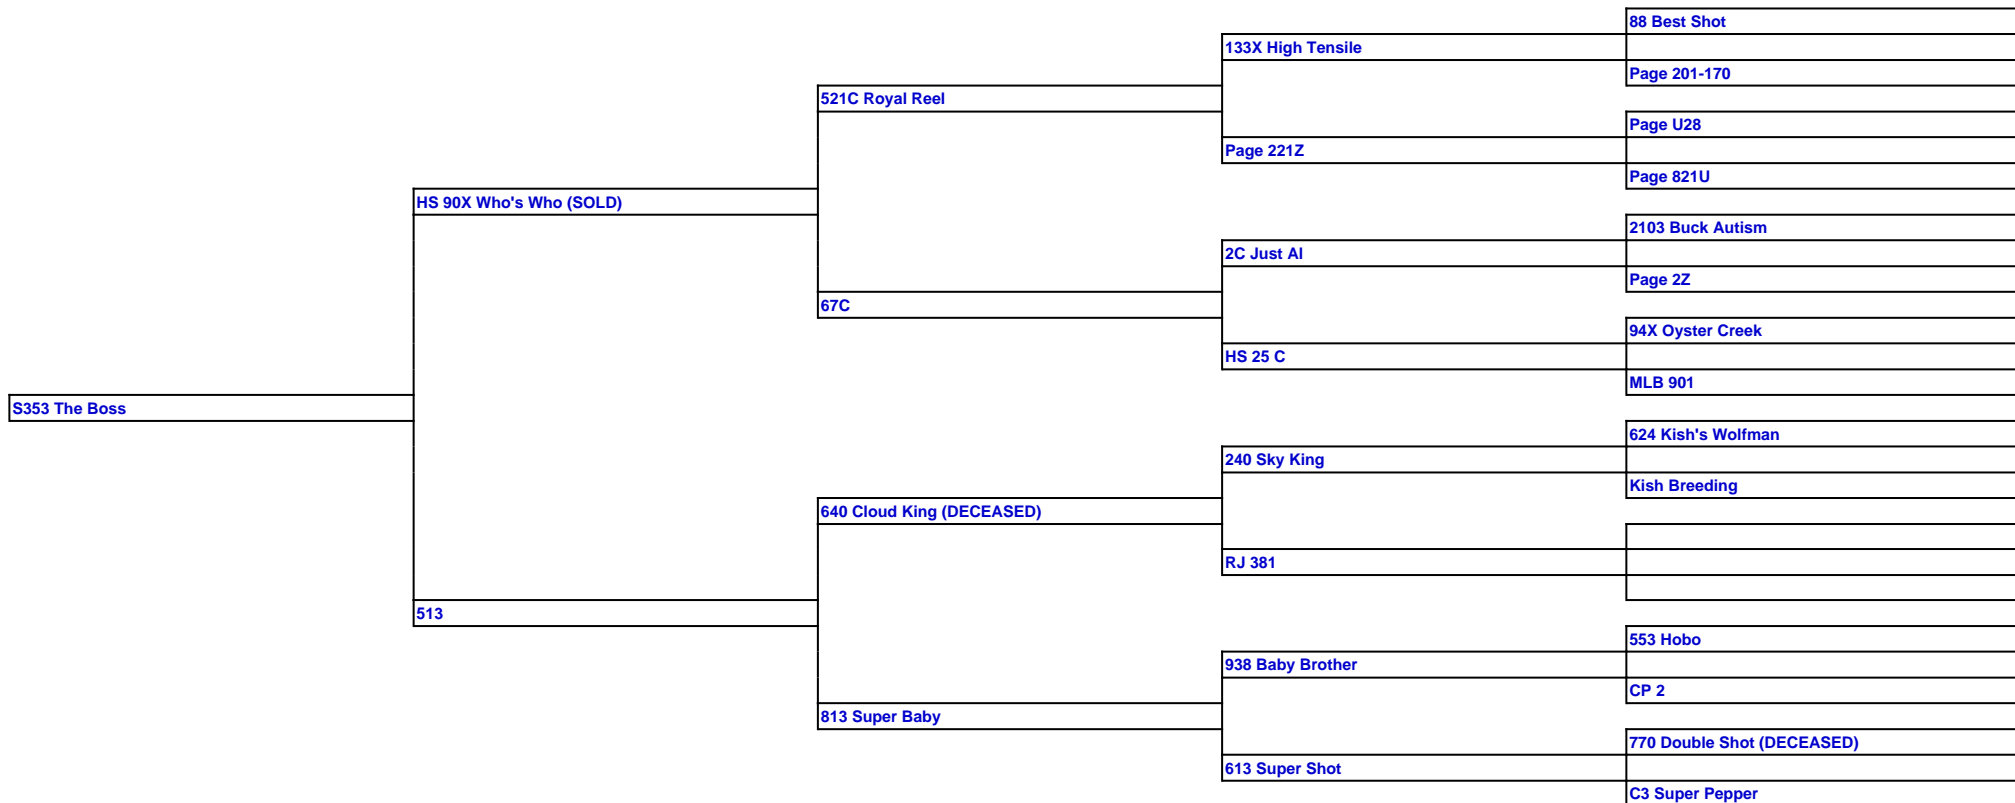 88 Best Shot
133X High Tensile
Page 201-170
521C Royal Reel
Page U28
Page 221Z
Page 821U
HS 90X Who's Who (SOLD)
2103 Buck Autism
2C Just AI
Page 2Z
67C
94X Oyster Creek
HS 25 C
MLB 901
S353 The Boss
624 Kish's Wolfman
240 Sky King
Kish Breeding
640 Cloud King (DECEASED)
RJ 381
513
553 Hobo
938 Baby Brother
CP 2
813 Super Baby
770 Double Shot (DECEASED)
613 Super Shot
C3 Super Pepper